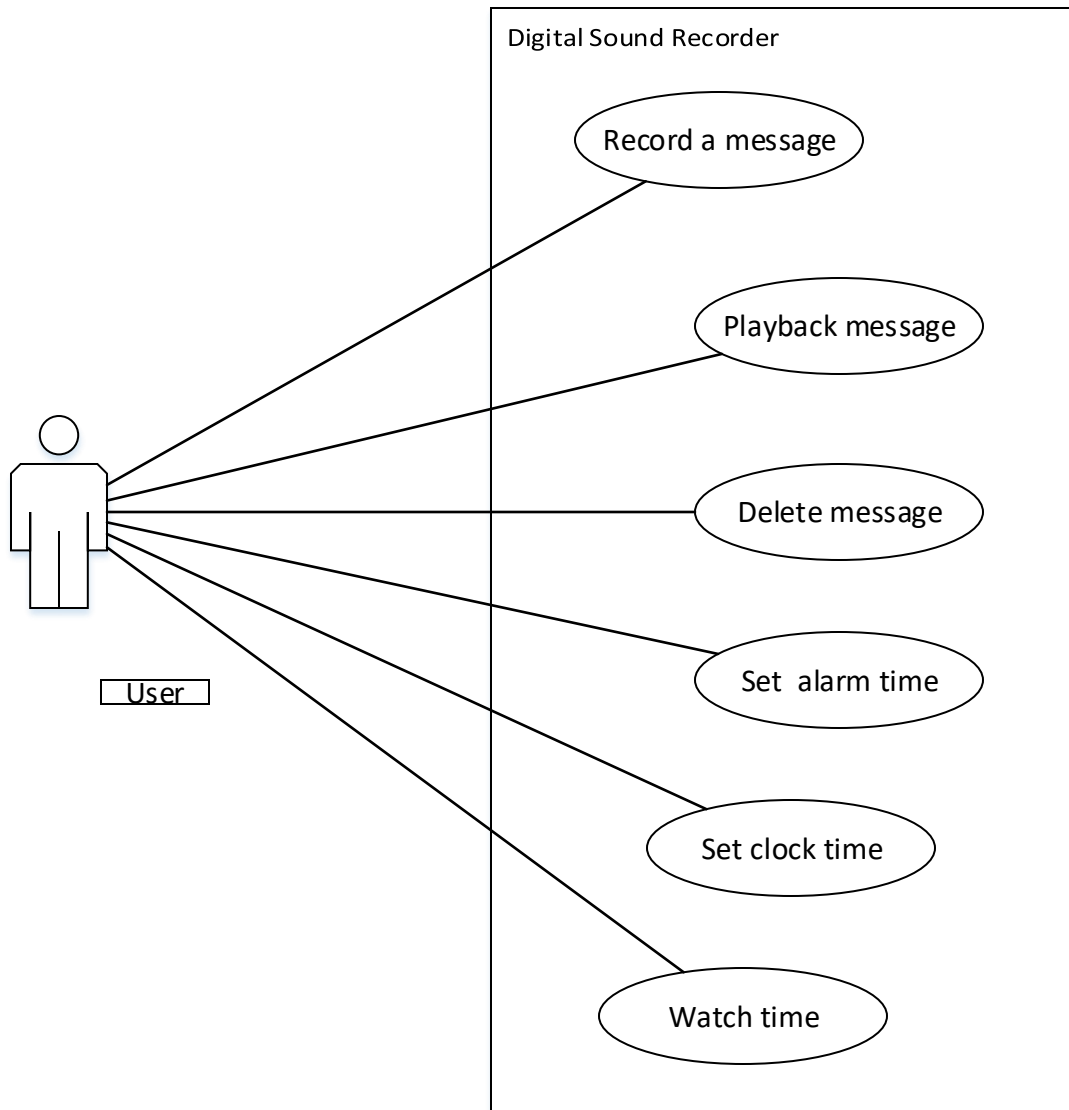 Digital Sound Recorder
Record a message
Playback message
Delete message
Set alarm time
User
Set clock time
Watch time